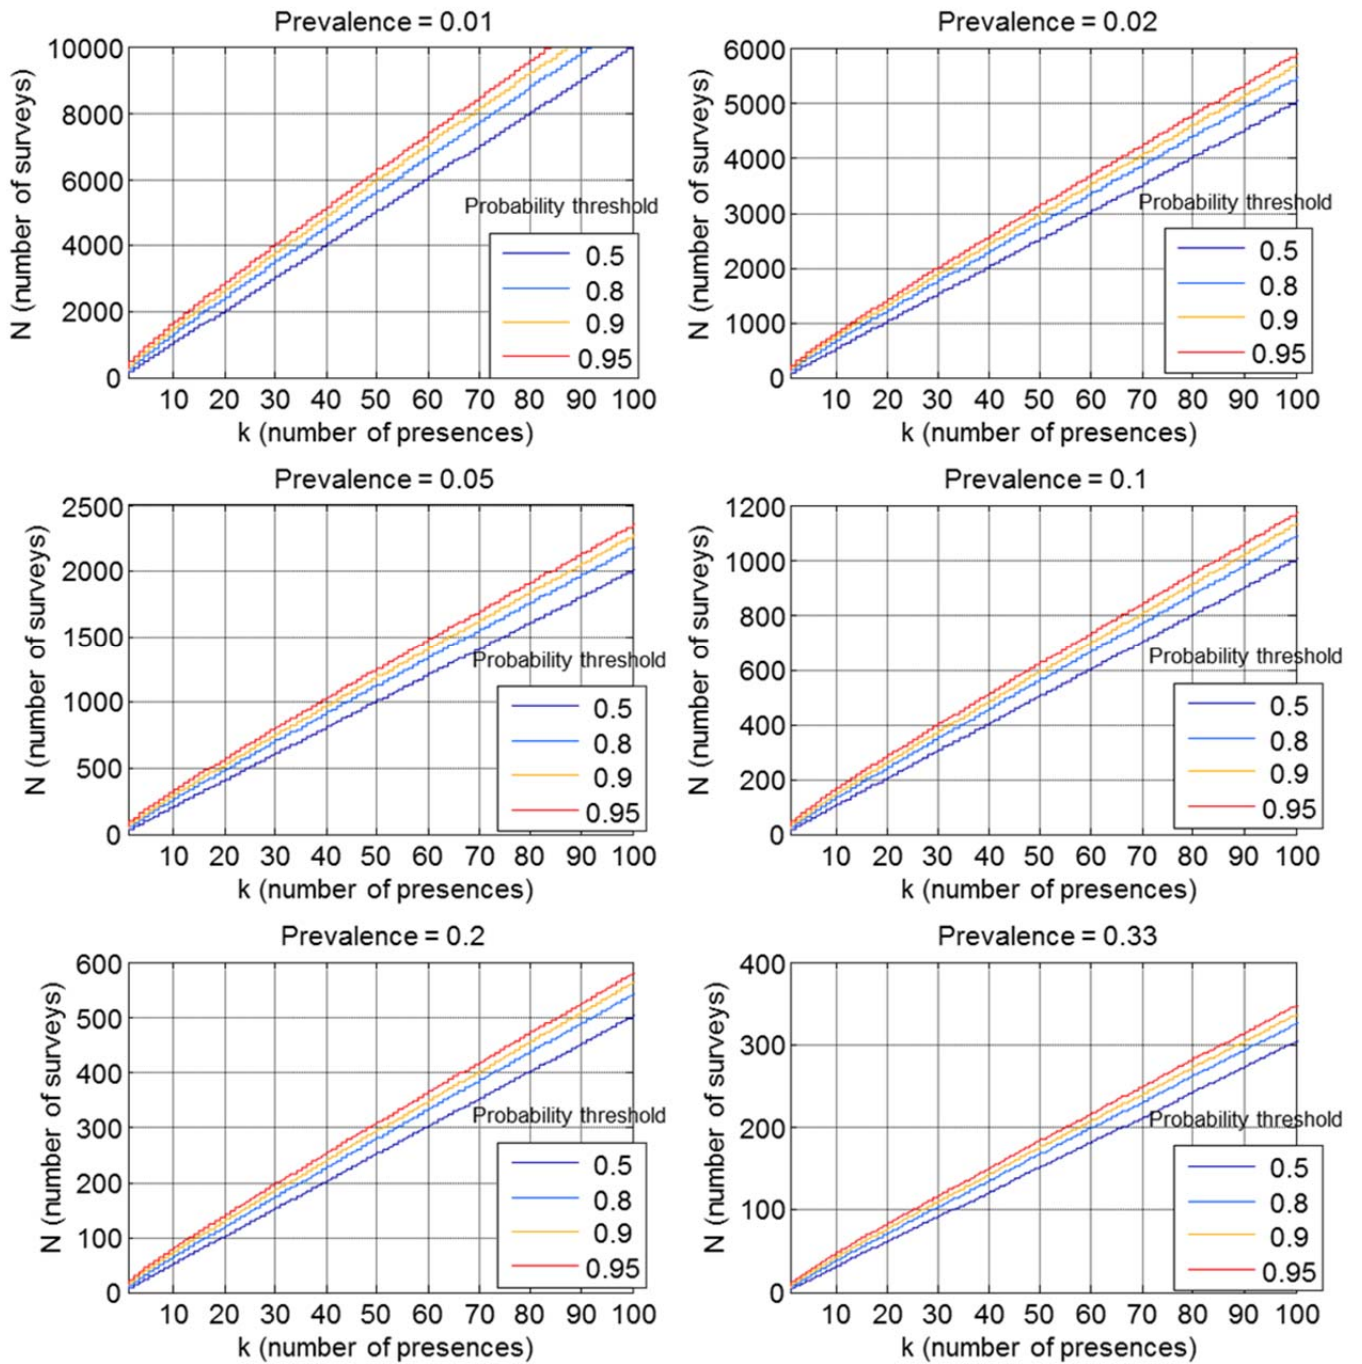 Prevalence = 0.01
10000
8000
6000
4000
2000
0
N (number of surveys)
Probability threshold
0.5
0.8
0.9
0.95
10 20 30 40 50 60 70 80 90 100
k (number of presences)
Prevalence = 0.02
6000
5000
4000
3000
2000
1000
0
N (number of surveys)
Probability threshold
0.5
0.8
0.9
0.95
10 20 30 40 50 60 70 80 90 100
k (number of presences)
Prevalence = 0.05
2500
2000
1500
1000
500
0
N (number of surveys)
Probability threshold
0.5
0.8
0.9
0.95
10 20 30 40 50 60 70 80 90 100
k (number of presences)
Prevalence = 0.1
1200
1000
800
600
400
200
0
N (number of surveys)
Probability threshold
0.5
0.8
0.9
0.95
10 20 30 40 50 60 70 80 90 100
k (number of presences)
Prevalence = 0.2
600
500
400
300
200
100
0
N (number of surveys)
Probability threshold
0.5
0.8
0.9
0.95
10 20 30 40 50 60 70 80 90 100
k (number of presences)
Prevalence = 0.33
400
300
200
100
0
N (number of surveys)
Probability threshold
0.5
0.8
0.9
0.95
10 20 30 40 50 60 70 80 90 100
k (number of presences)